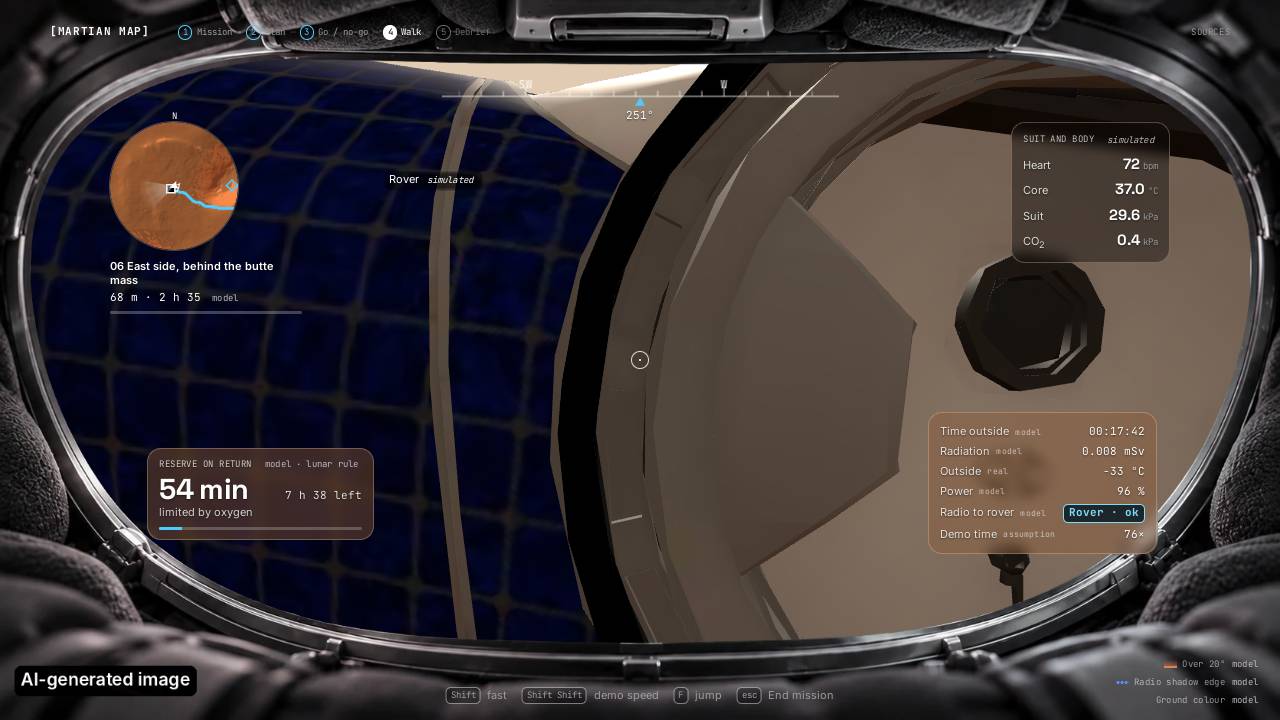 [MARTIAN MAP]
1 Mission
2 Plan
3 Go / no-go
4 Walk
5 Debrief
SOURCES
SW
W
251°
N
Rover simulated
SUIT AND BODY simulated
Heart 72 bpm
Core 37.0 °C
Suit 29.6 kPa
CO2 0.4 kPa
06 East side, behind the butte
mass
68 m · 2 h 35 model
RESERVE ON RETURN model · lunar rule
54 min 7 h 38 left
limited by oxygen
Time outside model 00:17:42
Radiation model 0.008 mSv
Outside real -33 °C
Power model 96 %
Radio to rover model Rover · ok
Demo time assumption 76×
Over 20° model
Radio shadow edge model
Ground colour model
AI-generated image
Shift fast Shift Shift demo speed F jump esc End mission